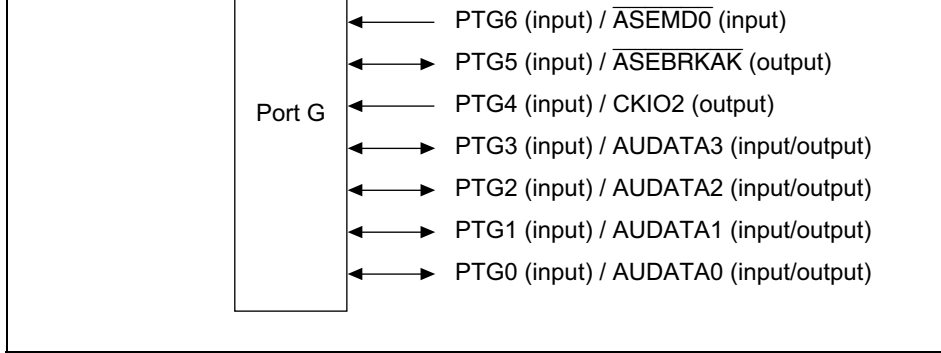 PTG6 (input) / ASEMD0 (input)
PTG5 (input) / ASEBRKAK (output)
Port G
PTG4 (input) / CKIO2 (output)
PTG3 (input) / AUDATA3 (input/output)
PTG2 (input) / AUDATA2 (input/output)
PTG1 (input) / AUDATA1 (input/output)
PTG0 (input) / AUDATA0 (input/output)